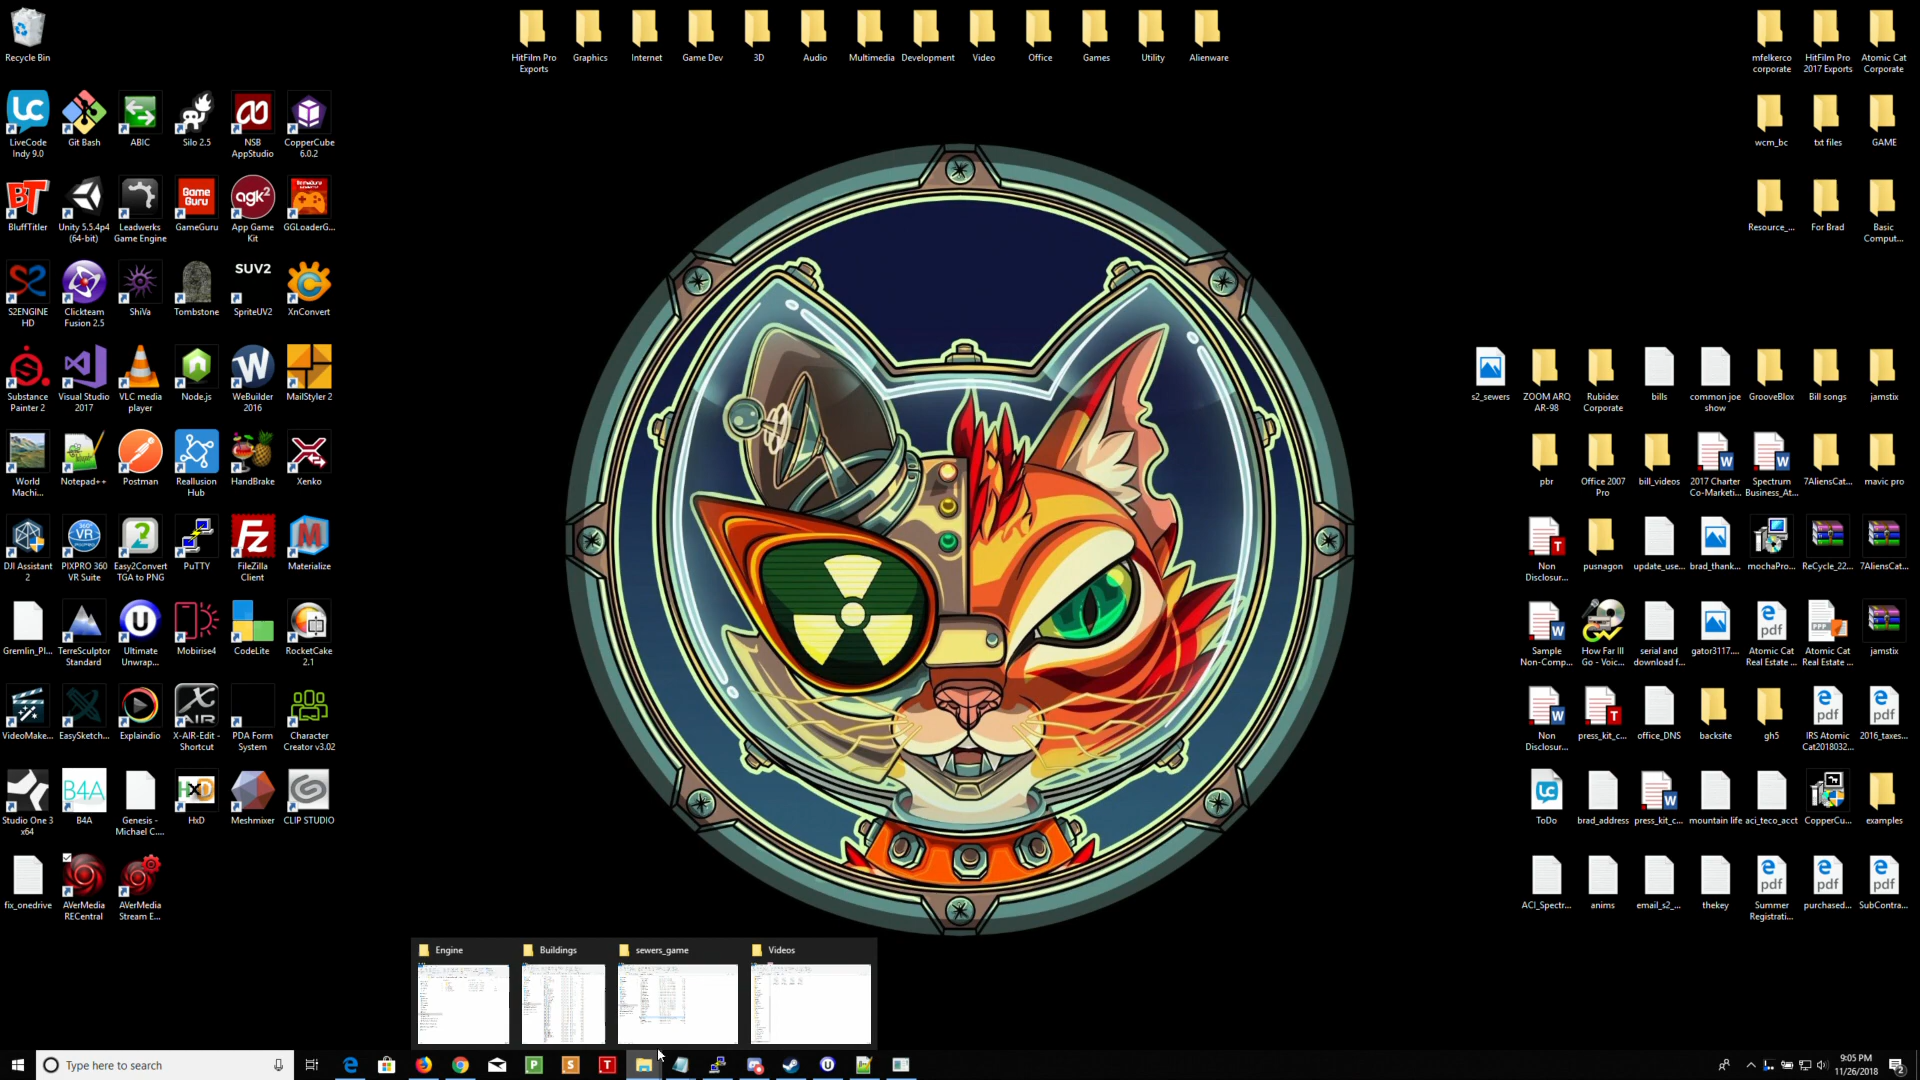 Recycle Bin
HitFilm Pro
Exports
Graphics
Internet
Game Dev
3D
Audio
Multimedia
Development
Video
Office
Games
Utility
Alienware
mfelkerco
corporate
HitFilm Pro
2017 Exports
Atomic Cat
Corporate
LiveCode
Indy 9.0
Git Bash
ABIC
Silo 2.5
NSB
AppStudio
CopperCube
6.0.2
wcm_bc
txt files
GAME
BluffTitler
Unity 5.5.4p4
(64-bit)
Leadwerks
Game Engine
GameGuru
App Game
Kit
GGLoaderG...
Resource_...
For Brad
Basic
Comput...
S2ENGINE
HD
Clickteam
Fusion 2.5
ShiVa
Tombstone
SUV2
SpriteUV2
XnConvert
Substance
Painter 2
Visual Studio
2017
VLC media
player
Node.js
WeBuilder
2016
MailStyler 2
s2_sewers
ZOOM ARQ
AR-98
Rubidex
Corporate
bills
common joe
show
GrooveBlox
Bill songs
jamstix
World
Machi...
Notepad++
Postman
Reallusion
Hub
HandBrake
Xenko
pbr
Office 2007
Pro
bill_videos
2017 Charter
Co-Marketi...
Spectrum
Business_At...
7AliensCat...
mavic pro
DJI Assistant
2
PIXPRO 360
VR Suite
Easy2Convert
TGA to PNG
PuTTY
FileZilla
Client
Materialize
Non
Disclosur...
pusnagon
update_use...
brad_thank...
mochaPro...
ReCycle_22...
7AliensCat...
Gremlin_Pl...
TerreSculptor
Standard
Ultimate
Unwrap...
Mobirise4
CodeLite
RocketCake
2.1
Sample
Non-Comp...
How Far III
Go - Voic...
serial and
download f...
gator3117....
Atomic Cat
Real Estate ...
Atomic Cat
Real Estate ...
jamstix
VideoMake...
EasySketch...
Explaindio
X-AIR-Edit -
Shortcut
PDA Form
System
Character
Creator v3.02
Non
Disclosur...
press_kit_c...
office_DNS
backsite
gh5
IRS Atomic
Cat2018032...
2016_taxes...
Studio One 3
x64
B4A
Genesis -
Michael C....
HxD
Meshmixer
CLIP STUDIO
ToDo
brad_address
press_kit_c...
mountain life
aci_teco_acct
CopperCu...
examples
fix_onedrive
AVerMedia
RECentral
AVerMedia
Stream E...
ACI_Spectr...
anims
email_s2_...
thekey
Summer
Registrati...
purchased...
SubContra...
Engine
Buildings
sewers_game
Videos
Type here to search
9:05 PM
11/26/2018